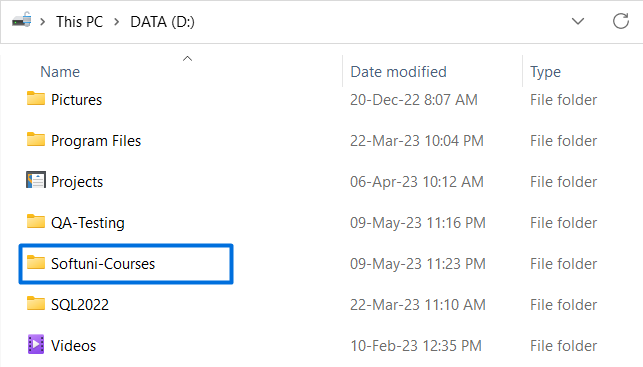 This PC > DATA (D:)
Name Date modified Type
Pictures 20-Dec-22 8:07 AM File folder
Program Files 22-Mar-23 10:04 PM File folder
Projects 06-Apr-23 10:12 AM File folder
QA-Testing 09-May-23 11:16 PM File folder
Softuni-Courses 09-May-23 11:23 PM File folder
SQL2022 22-Mar-23 11:10 AM File folder
Videos 10-Feb-23 12:35 PM File folder